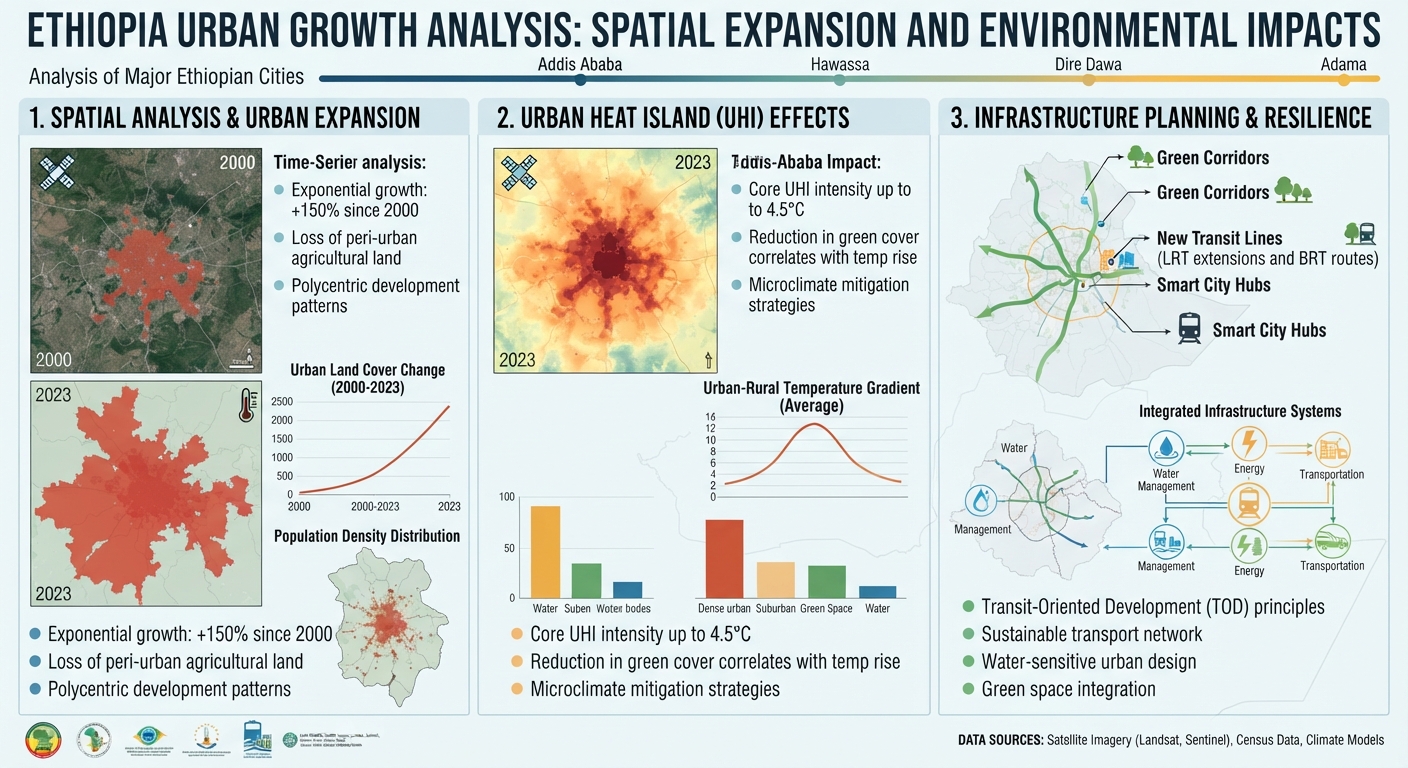 ETHIOPIA URBAN GROWTH ANALYSIS: SPATIAL EXPANSION AND ENVIRONMENTAL IMPACTS
Analysis of Major Ethiopian Cities
Addis Ababa
Hawassa
Dire Dawa
Adama
1. SPATIAL ANALYSIS & URBAN EXPANSION
2000
2000
Time-Serier analysis:
Exponential growth:
+150% since 2000
Loss of peri-urban
agricultural land
Polycentric development
patterns
2023
2023
Urban Land Cover Change
(2000-2023)
2500
2000
1500
1000
500
0
2000
2000-2023
2023
Population Density Distribution
Exponential growth: +150% since 2000
Loss of peri-urban agricultural land
Polycentric development patterns
2. URBAN HEAT ISLAND (UHI) EFFECTS
2023
2023
-Ababa Impact:
Core UHI intensity up to
to 4.5°C
Reduction in green cover
correlates with temp rise
Microclimate mitigation
strategies
Urban-Rural Temperature Gradient
(Average)
16
12
10
8
6
4
2
0
100
50
0
Water
Suben
Woter bodes
Dense urban
Suburban
Green Space
Water
Core UHI intensity up to 4.5°C
Reduction in green cover correlates with temp rise
Microclimate mitigation strategies
3. INFRASTRUCTURE PLANNING & RESILIENCE
Green Corridors
Green Corridors
New Transit Lines
(LRT extensions and BRT routes)
Smart City Hubs
Smart City Hubs
Integrated Infrastructure Systems
Water
Management
Water
Management
Energy
Transportation
Management
Energy
Transportation
Transit-Oriented Development (TOD) principles
Sustainable transport network
Water-sensitive urban design
Green space integration
DATA SOURCES: Satsllite Imagery (Landsat, Sentinel), Census Data, Climate Models